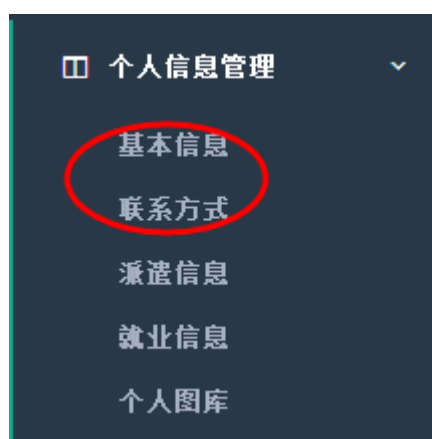 个人信息管理
基本信息
联系方式
派遣信息
就业信息
个人图库